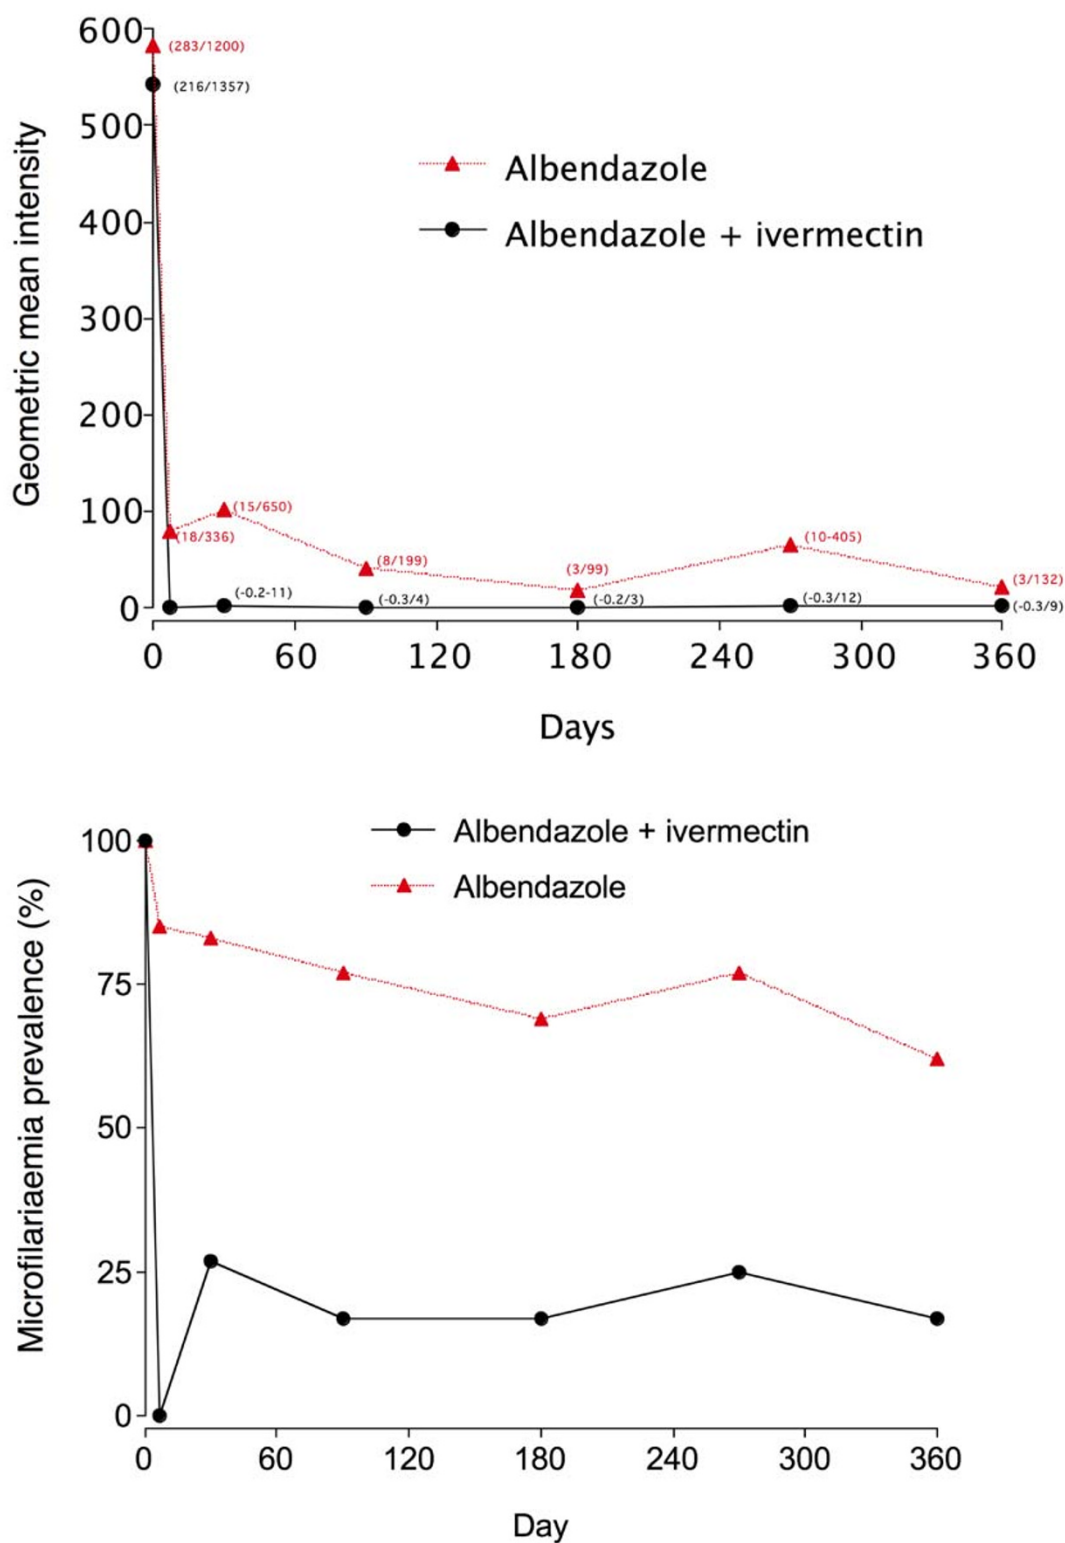 600
(283/1200)
(216/1357)
500
Albendazole
400
Albendazole + ivermectin
300
200
100
(15/650)
(18/336)
(8/199)
(3/99)
(10-405)
(3/132)
0
(-0.2-11)
(-0.3/4)
(-0.2/3)
(-0.3/12)
(-0.3/9)
0 60 120 180 240 300 360
Days
Geometric mean intensity
Albendazole + ivermectin
Albendazole
100
75
50
25
0
0 60 120 180 240 300 360
Day
Microfilariaemia prevalence (%)